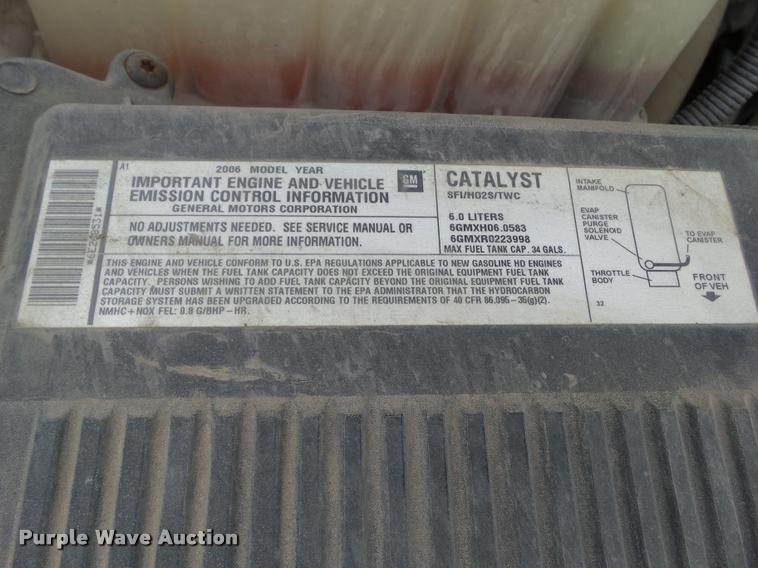 A1
2006 MODEL YEAR
IMPORTANT ENGINE AND VEHICLE
EMISSION CONTROL INFORMATION
GENERAL MOTORS CORPORATION
GM
NO ADJUSTMENTS NEEDED. SEE SERVICE MANUAL OR
OWNERS MANUAL FOR MORE INFORMATION.
CATALYST
SFI/HO2S/TWC
6.0 LITERS
6GMXH06.0583
6GMXR0223998
MAX FUEL TANK CAP. 34 GALS.
THIS ENGINE AND VEHICLE CONFORM TO U.S. EPA REGULATIONS APPLICABLE TO NEW GASOLINE HD ENGINES
AND VEHICLES WHEN THE FUEL TANK CAPACITY DOES NOT EXCEED THE ORIGINAL EQUIPMENT FUEL TANK
CAPACITY. PERSONS WISHING TO ADD FUEL TANK CAPACITY BEYOND THE ORIGINAL EQUIPMENT FUEL TANK
CAPACITY MUST SUBMIT A WRITTEN STATEMENT TO THE EPA ADMINISTRATOR THAT THE HYDROCARBON
STORAGE SYSTEM HAS BEEN UPGRADED ACCORDING TO THE REQUIREMENTS OF 40 CFR 86.095-35(g)(2).
NMHC+NOX FEL: 0.8 G/BHP-HR.
INTAKE
MANIFOLD
EVAP
CANISTER
PURGE
SOLENOID
VALVE
TO EVAP
CANISTER
THROTTLE
BODY
FRONT
OF VEH
32
Purple Wave Auction